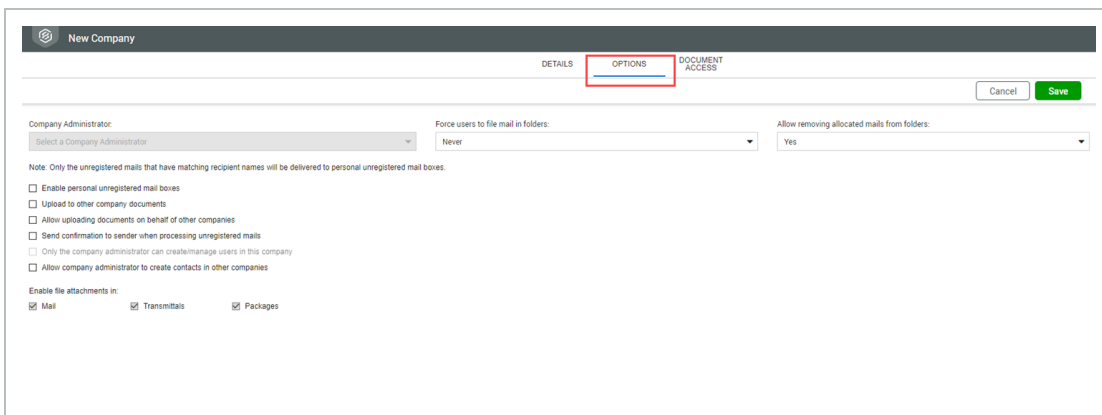 New Company
DETAILS
OPTIONS
DOCUMENT
ACCESS
Cancel
Save
Company Administrator:
Force users to file mail in folders:
Allow removing allocated mails from folders:
Select a Company Administrator
Never
Yes
Note: Only the unregistered mails that have matching recipient names will be delivered to personal unregistered mail boxes.
Enable personal unregistered mail boxes
Upload to other company documents
Allow uploading documents on behalf of other companies
Send confirmation to sender when processing unregistered mails
Only the company administrator can create/manage users in this company
Allow company administrator to create contacts in other companies
Enable file attachments in:
Mail
Transmittals
Packages